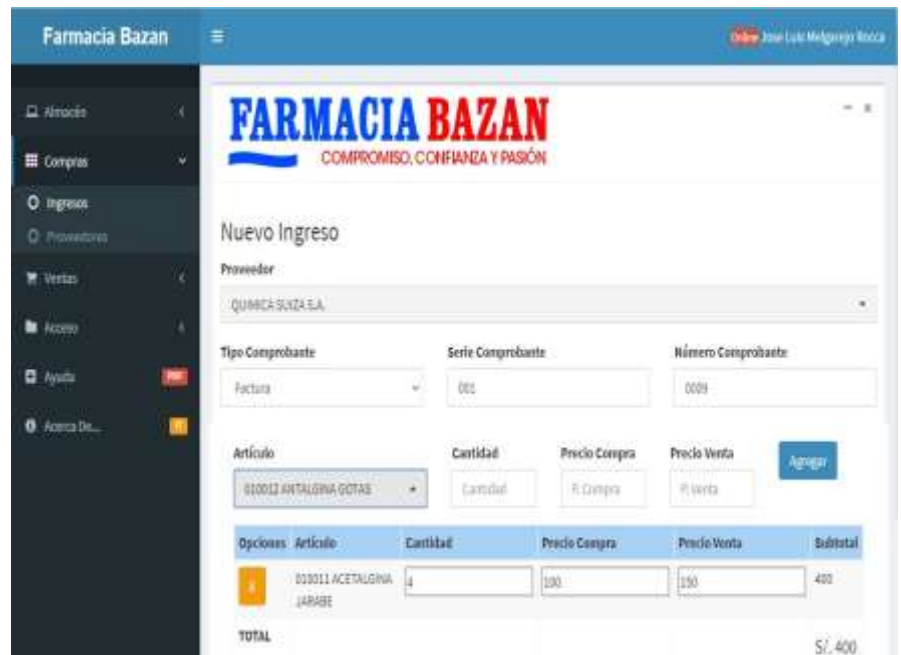 Farmacia Bazan
Online Jose Luis Melgarejo Rocca
Almacén
Compras
Ingresos
Proveedores
Ventas
Acceso
Ayuda
PDF
Acerca De...
IT
FARMACIA BAZAN
COMPROMISO, CONFIANZA Y PASIÓN
Nuevo Ingreso
Proveedor
QUIMICA SUIZA S.A.
Tipo Comprobante Serie Comprobante Número Comprobante
Factura 001 0009
Artículo Cantidad Precio Compra Precio Venta Agregar
010012 ANTALGINA GOTAS Cantidad P. Compra P. Venta
Opciones Artículo Cantidad Precio Compra Precio Venta Subtotal
X 010011 ACETALGINA JARABE 4 100 150 400
TOTAL S/. 400